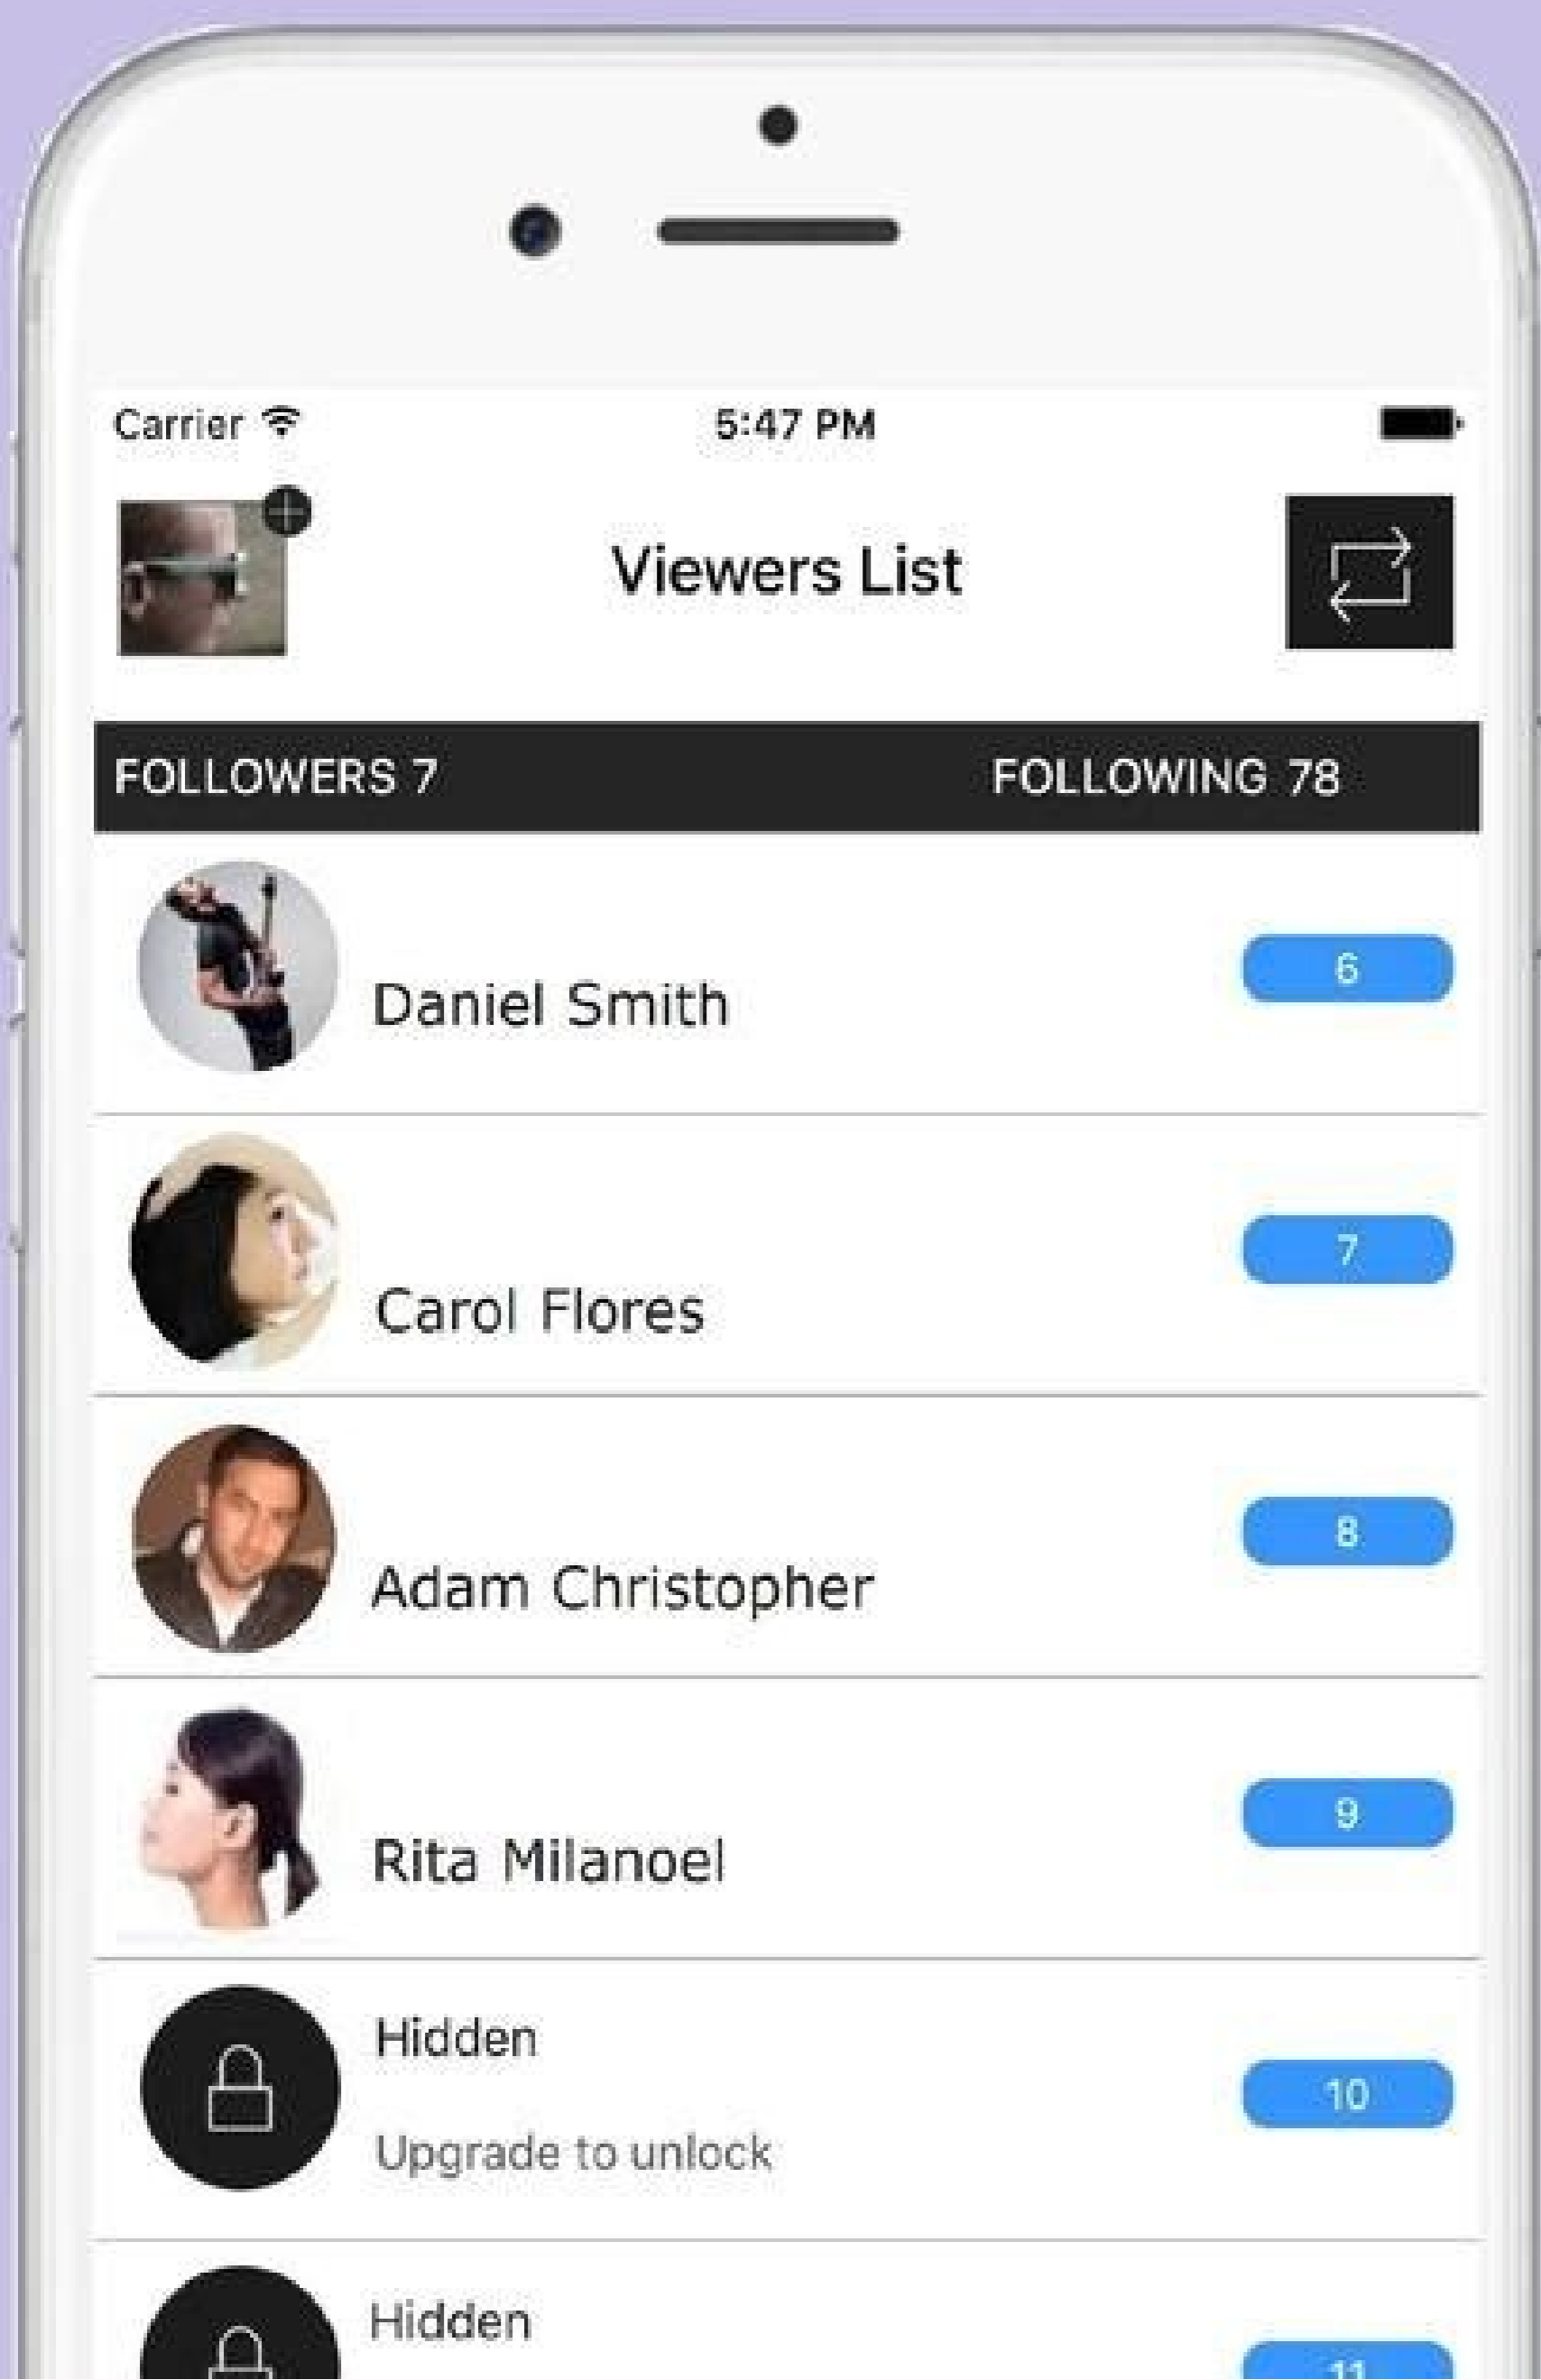 Carrier 5:47 PM
Viewers List
FOLLOWERS 7 FOLLOWING 78
Daniel Smith 6
Carol Flores 7
Adam Christopher 8
Rita Milanoel 9
Hidden
10
Upgrade to unlock
Hidden
11